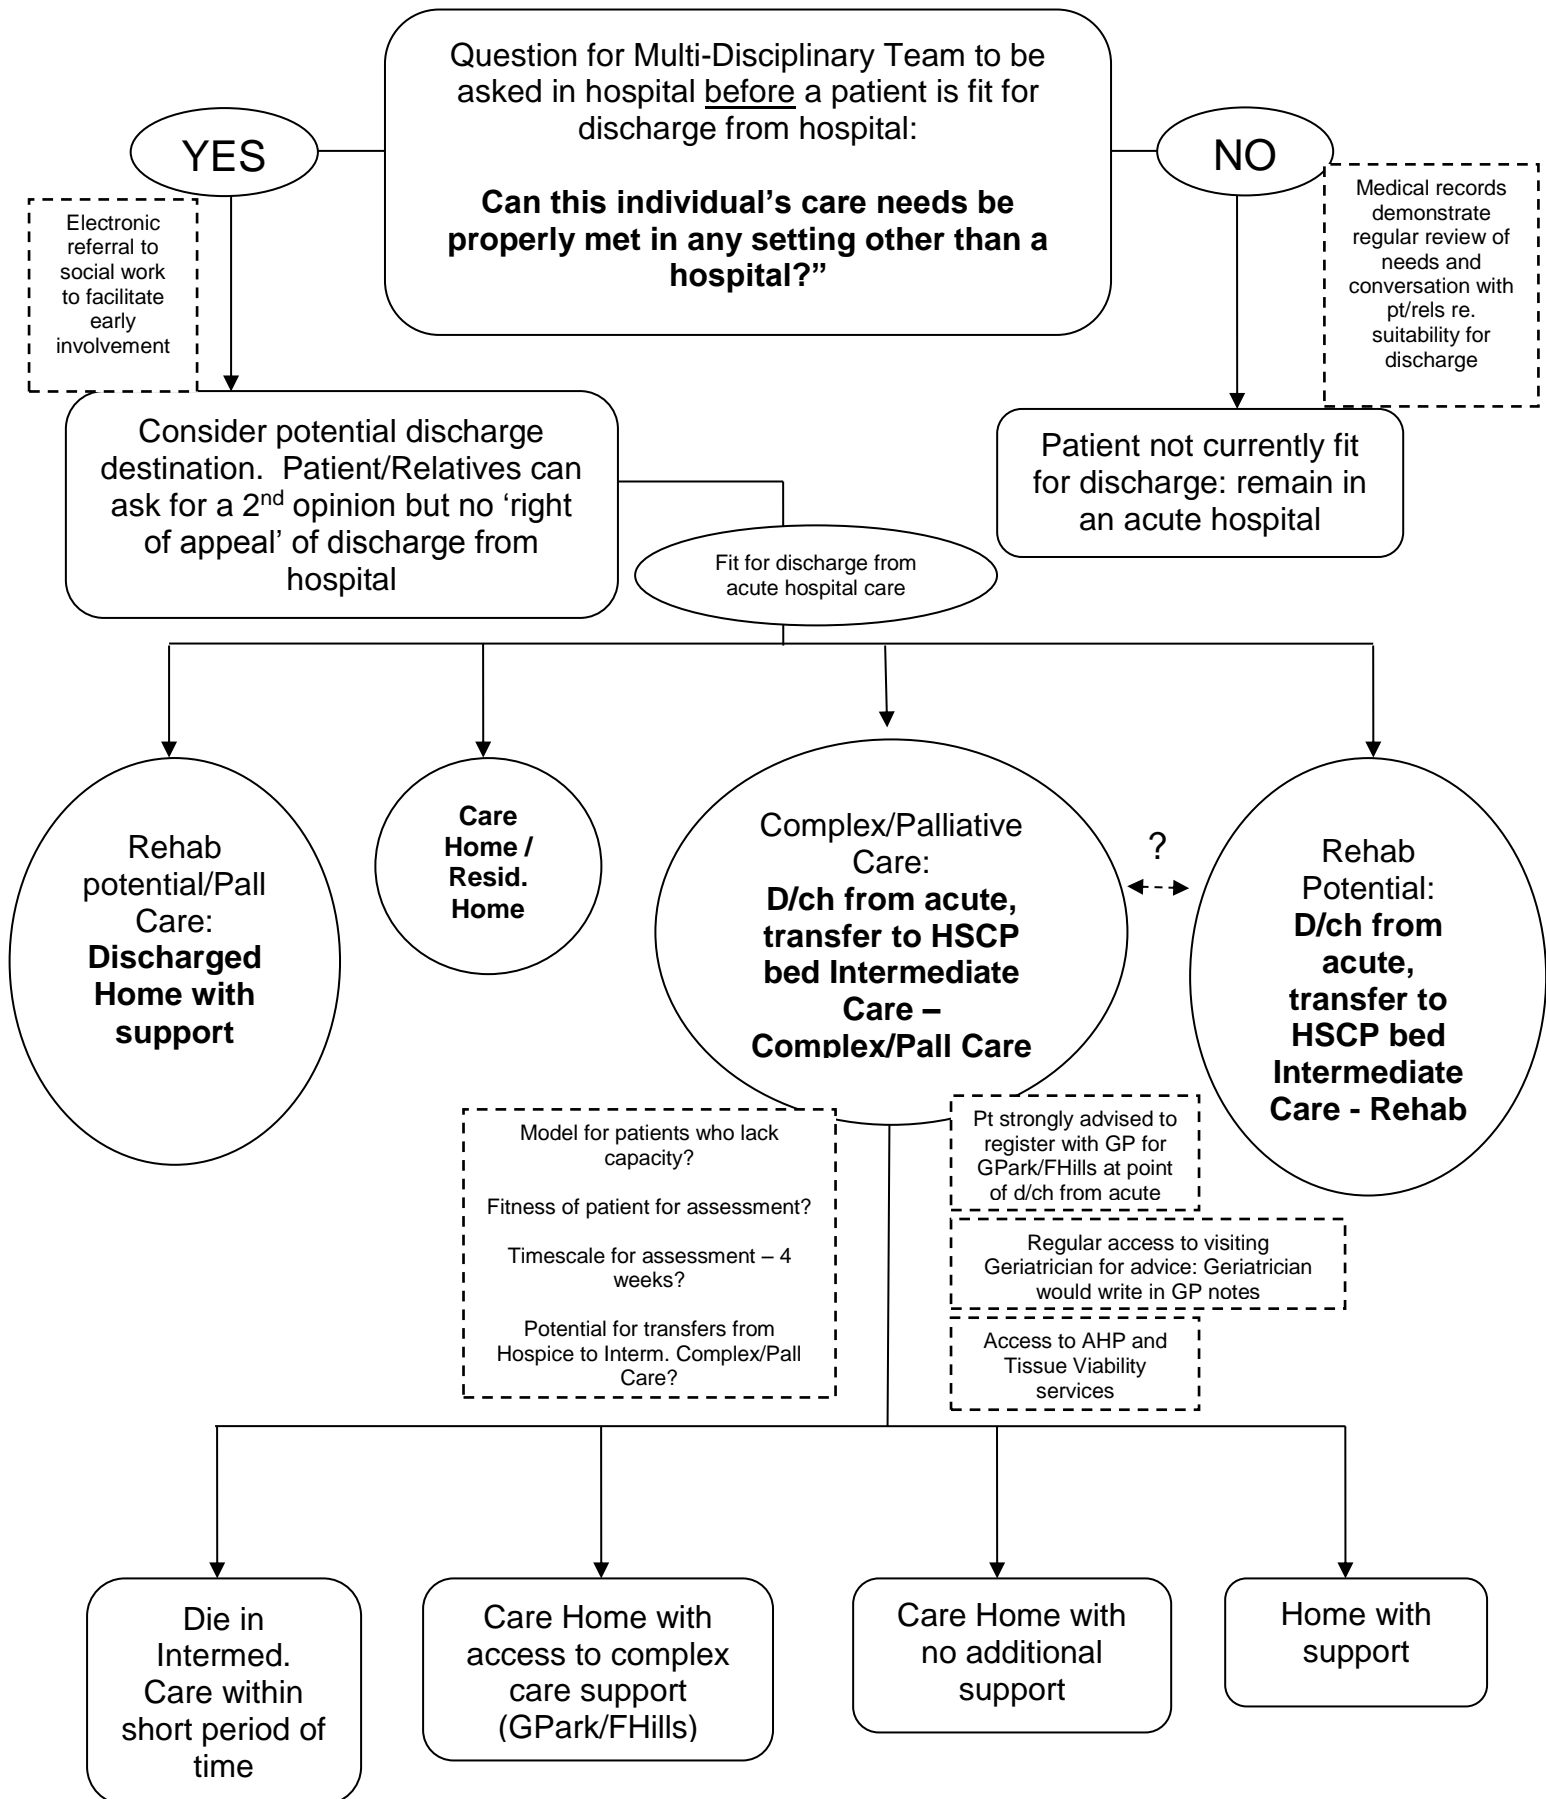 Question for Multi-Disciplinary Team to be
asked in hospital before a patient is fit for
discharge from hospital:
Can this individual’s care needs be
properly met in any setting other than a
hospital?”
YES
NO
Electronic
referral to
social work
to facilitate
early
involvement
Medical records
demonstrate
regular review of
needs and
conversation with
pt/rels re.
suitability for
discharge
Consider potential discharge
destination.  Patient/Relatives can
ask for a 2nd opinion but no ‘right
of appeal’ of discharge from
hospital
Patient not currently fit
for discharge: remain in
an acute hospital
Fit for discharge from
acute hospital care
Rehab
potential/Pall
Care:
Discharged
Home with
support
Care
Home /
Resid.
Home
Complex/Palliative
Care:
D/ch from acute,
transfer to HSCP
bed Intermediate
Care –
Complex/Pall Care
?
Rehab
Potential:
D/ch from
acute,
transfer to
HSCP bed
Intermediate
Care - Rehab
Model for patients who lack
capacity?
Fitness of patient for assessment?
Timescale for assessment – 4
weeks?
Potential for transfers from
Hospice to Interm. Complex/Pall
Care?
Pt strongly advised to
register with GP for
GPark/FHills at point
of d/ch from acute
Regular access to visiting
Geriatrician for advice: Geriatrician
would write in GP notes
Access to AHP and
Tissue Viability
services
Die in
Intermed.
Care within
short period of
time
Care Home with
access to complex
care support
(GPark/FHills)
Care Home with
no additional
support
Home with
support